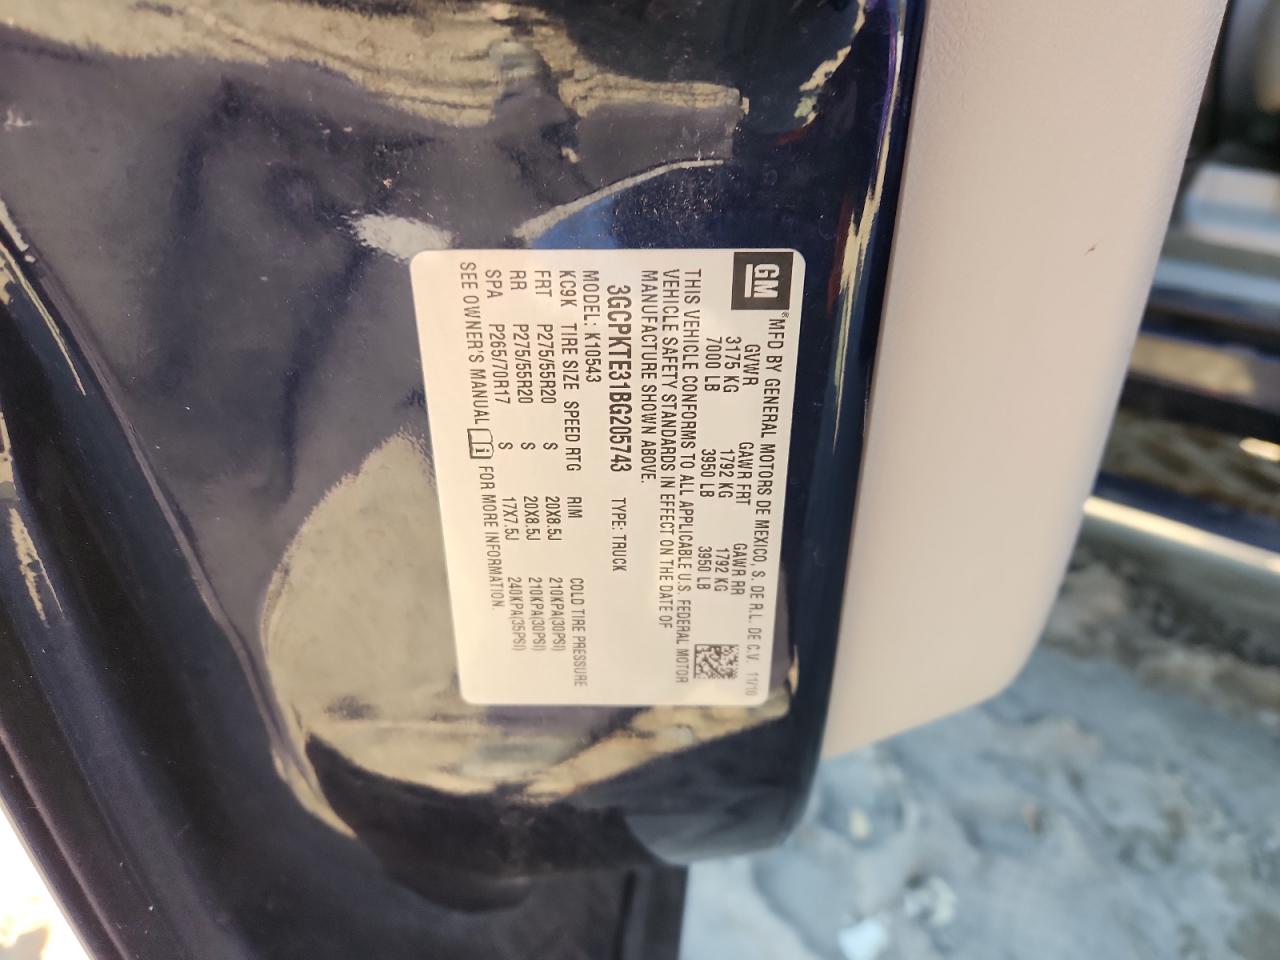 GM ® MFD BY GENERAL MOTORS DE MEXICO, S. DE R.L. DE C.V. 11/10
GVWR GAWR FRT GAWR RR
3175 KG 1792 KG 1792 KG
7000 LB 3950 LB 3950 LB
THIS VEHICLE CONFORMS TO ALL APPLICABLE U.S. FEDERAL MOTOR
VEHICLE SAFETY STANDARDS IN EFFECT ON THE DATE OF
MANUFACTURE SHOWN ABOVE.
3GCPKTE31BG205743 TYPE: TRUCK
MODEL: K10543
KC9K TIRE SIZE SPEED RTG RIM COLD TIRE PRESSURE
FRT P275/55R20 S 20X8.5J 210KPA(30PSI)
RR P275/55R20 S 20X8.5J 210KPA(30PSI)
SPA P265/70R17 S 17X7.5J 240KPA(35PSI)
SEE OWNER'S MANUAL i FOR MORE INFORMATION.